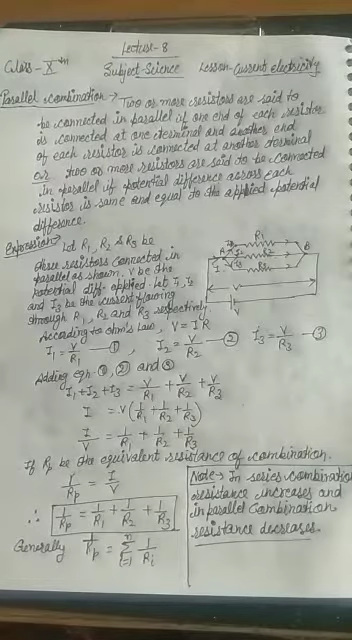 Lecture-8
Class-Xth Subject-Science Lesson-Current electricity
Parallel combination → Two or more resistors are said to
be connected in parallel if one end of each resistor
is connected at one terminal and another end
of each resistor is connected at another terminal
or two or more resistors are said to be connected
in parallel if potential difference across each
resistor is same and equal to the applied potential
difference.
Expression → Let R1, R2 & R3 be
these resistors connected in
parallel as shown. V be the
potential diff. applied. Let I1, I2
and I3 be the current flowing
through R1, R2 and R3 respectively
According to ohm's Law, V = IR
I1 = V/R1 — ①, I2 = V/R2 — ② I3 = V/R3 — ③
Adding eqn. ①, ② and ③
I1 + I2 + I3 = V/R1 + V/R2 + V/R3
I = V(1/R1 + 1/R2 + 1/R3)
I/V = 1/R1 + 1/R2 + 1/R3
If Rp be the equivalent resistance of combination.
1/Rp = I/V
∴ 1/Rp = 1/R1 + 1/R2 + 1/R3
Generally 1/Rp = Σ(i=1 to n) 1/Ri
Note → In series combination
resistance increases and
in parallel combination
resistance decreases.
A I1 R1 B
I2 R2
I3
V
V